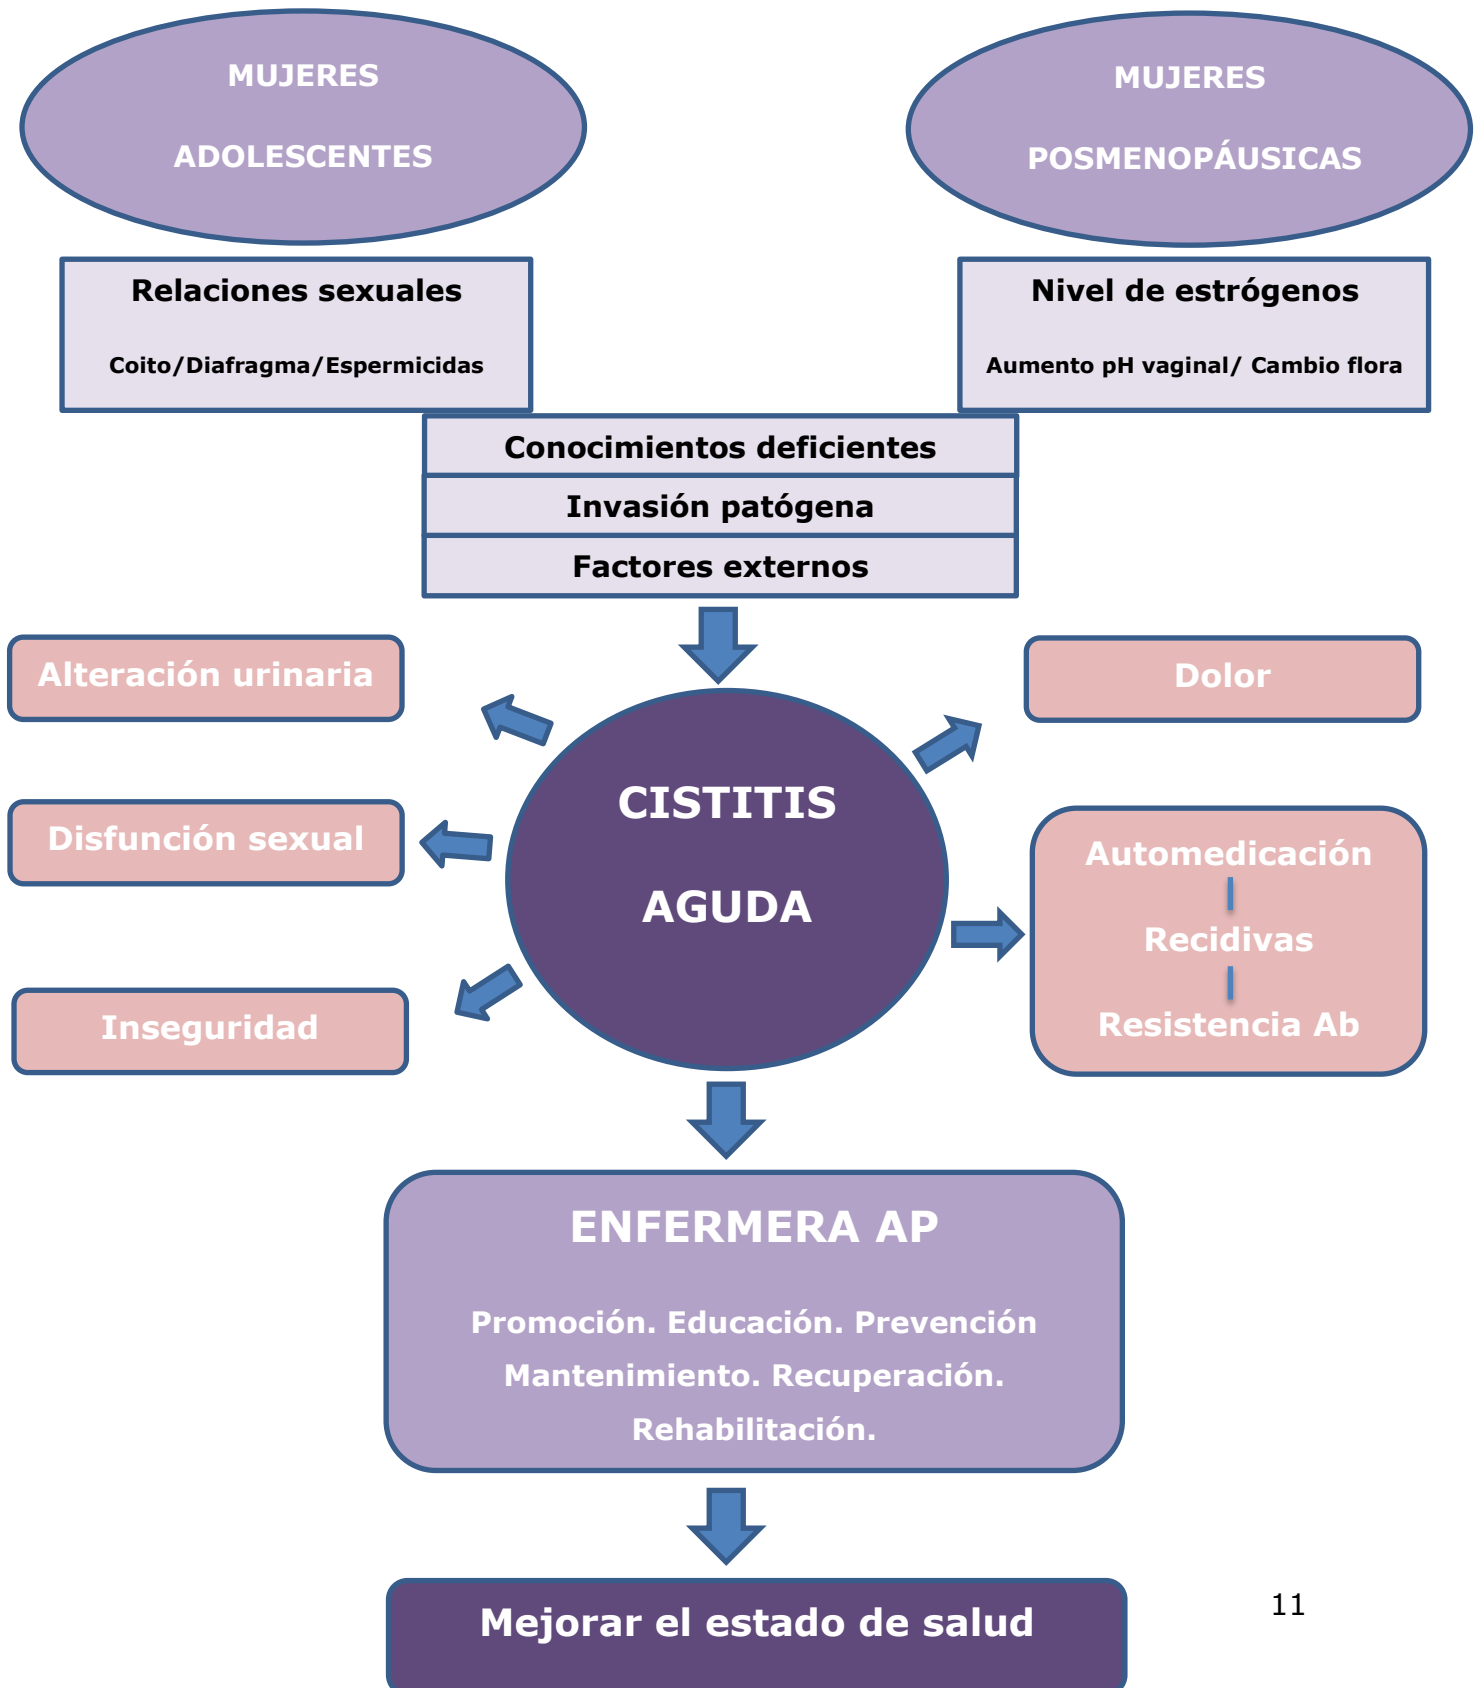 MUJERES
ADOLESCENTES
MUJERES
POSMENOPÁUSICAS
Relaciones sexuales
Coito/Diafragma/Espermicidas
Nivel de estrógenos
Aumento pH vaginal/ Cambio flora
Conocimientos deficientes
Invasión patógena
Factores externos
Alteración urinaria
Dolor
Disfunción sexual
CISTITIS
AGUDA
Automedicación
Recidivas
Resistencia Ab
Inseguridad
ENFERMERA AP
Promoción. Educación. Prevención
Mantenimiento. Recuperación.
Rehabilitación.
Mejorar el estado de salud
11